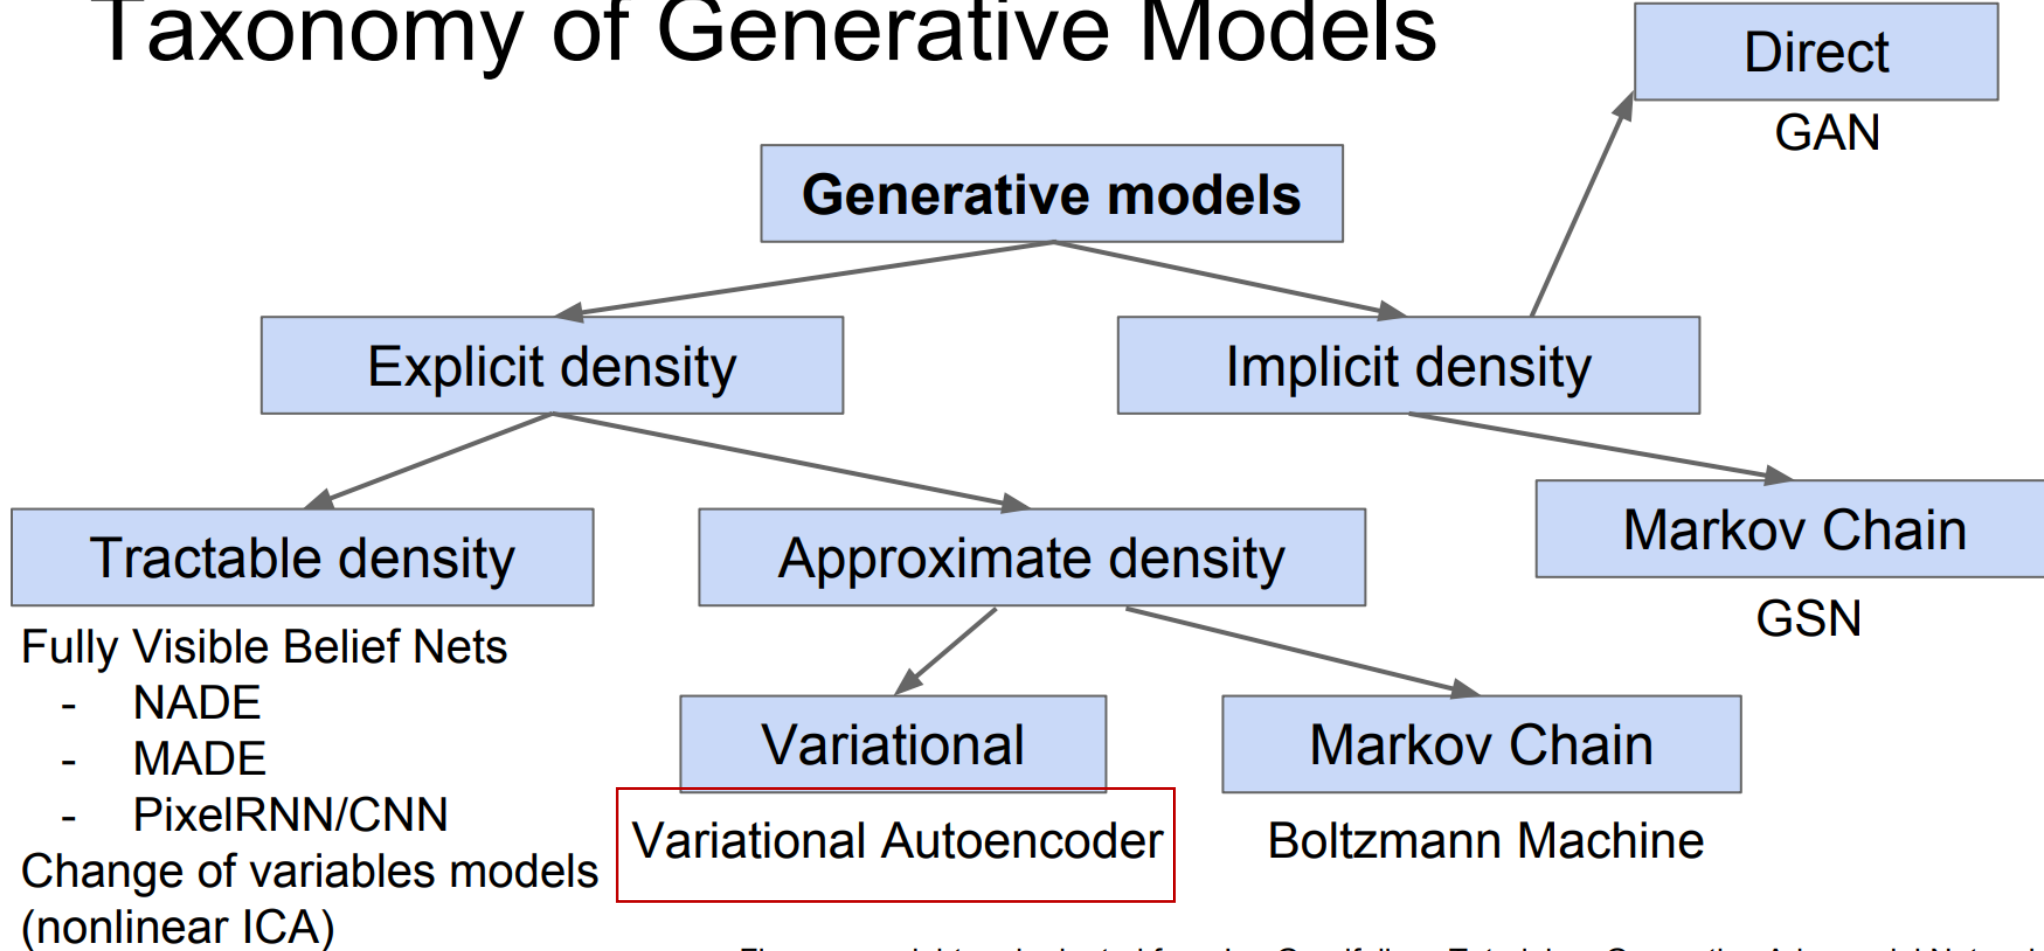 Taxonomy of Generative Models
Direct
GAN
Generative models
Explicit density
Implicit density
Tractable density
Approximate density
Markov Chain
GSN
Fully Visible Belief Nets
- NADE
- MADE
- PixelRNN/CNN
Change of variables models
(nonlinear ICA)
Variational
Markov Chain
Variational Autoencoder
Boltzmann Machine